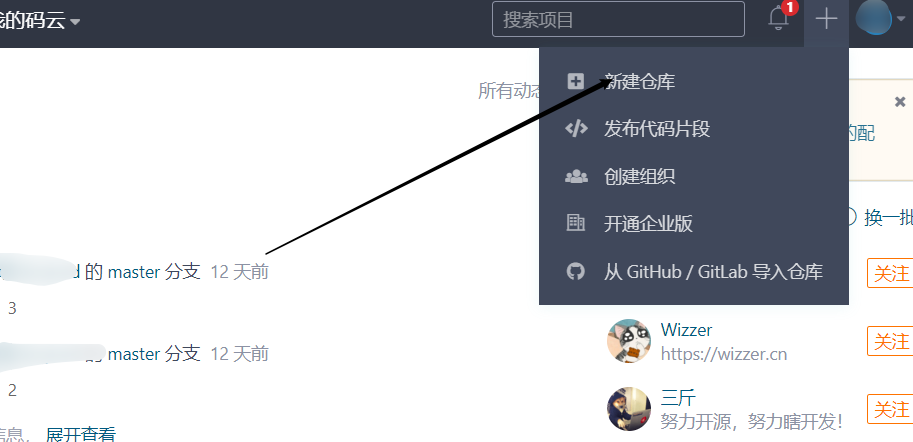 的码云
搜索项目
1
新建仓库
所有动态
发布代码片段
的配
创建组织
开通企业版
换一批
从 GitHub / GitLab 导入仓库
d 的 master 分支 12 天前
关注
3
Wizzer
https://wizzer.cn
关注
的 master 分支 12 天前
2
三斤
努力开源，努力瞎开发！
关注
信息， 展开查看